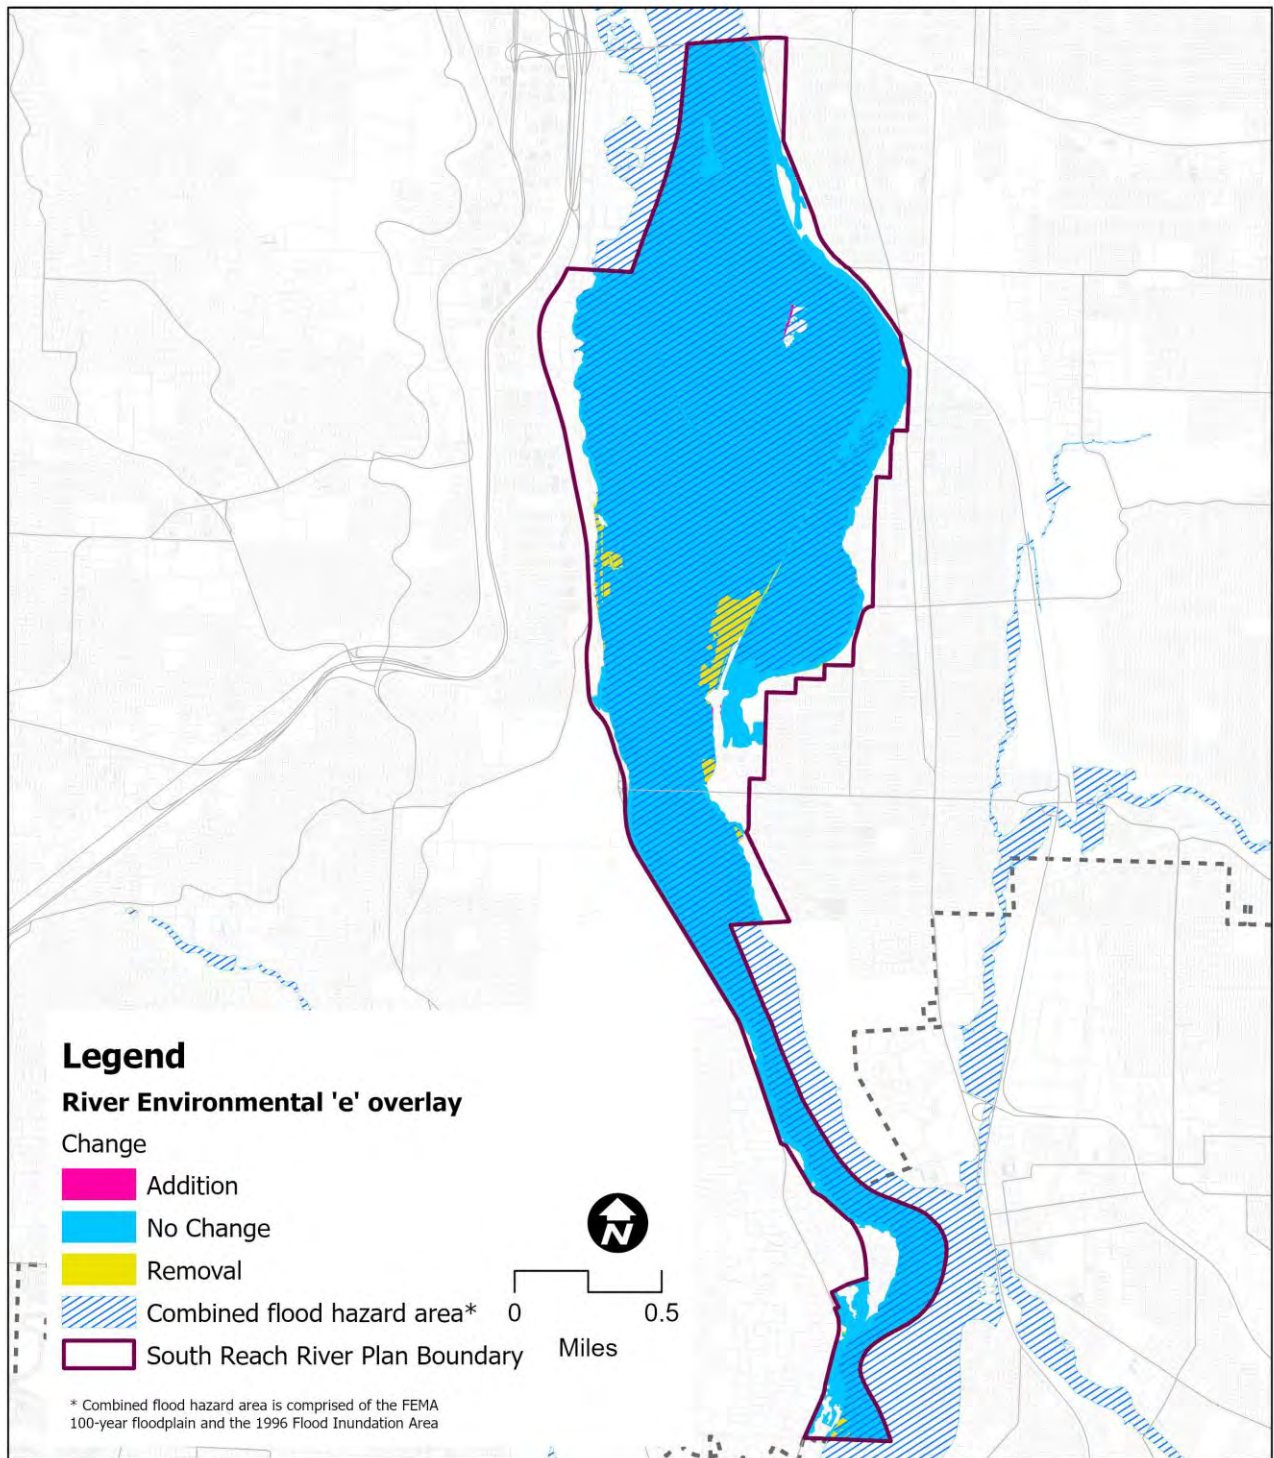 Legend
River Environmental 'e' overlay
Change
Addition
No Change
Removal
Combined flood hazard area*
South Reach River Plan Boundary
* Combined flood hazard area is comprised of the FEMA
100-year floodplain and the 1996 Flood Inundation Area
N
0 0.5
Miles